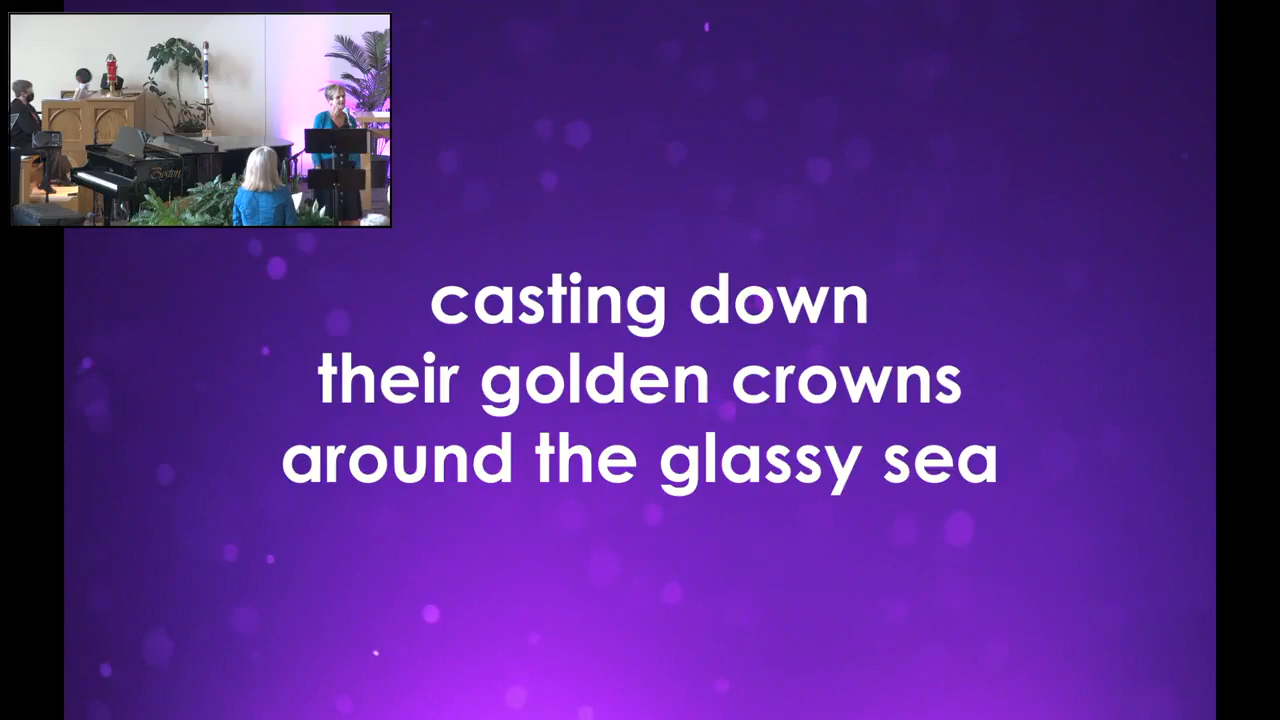 casting down
their golden crowns
around the glassy sea